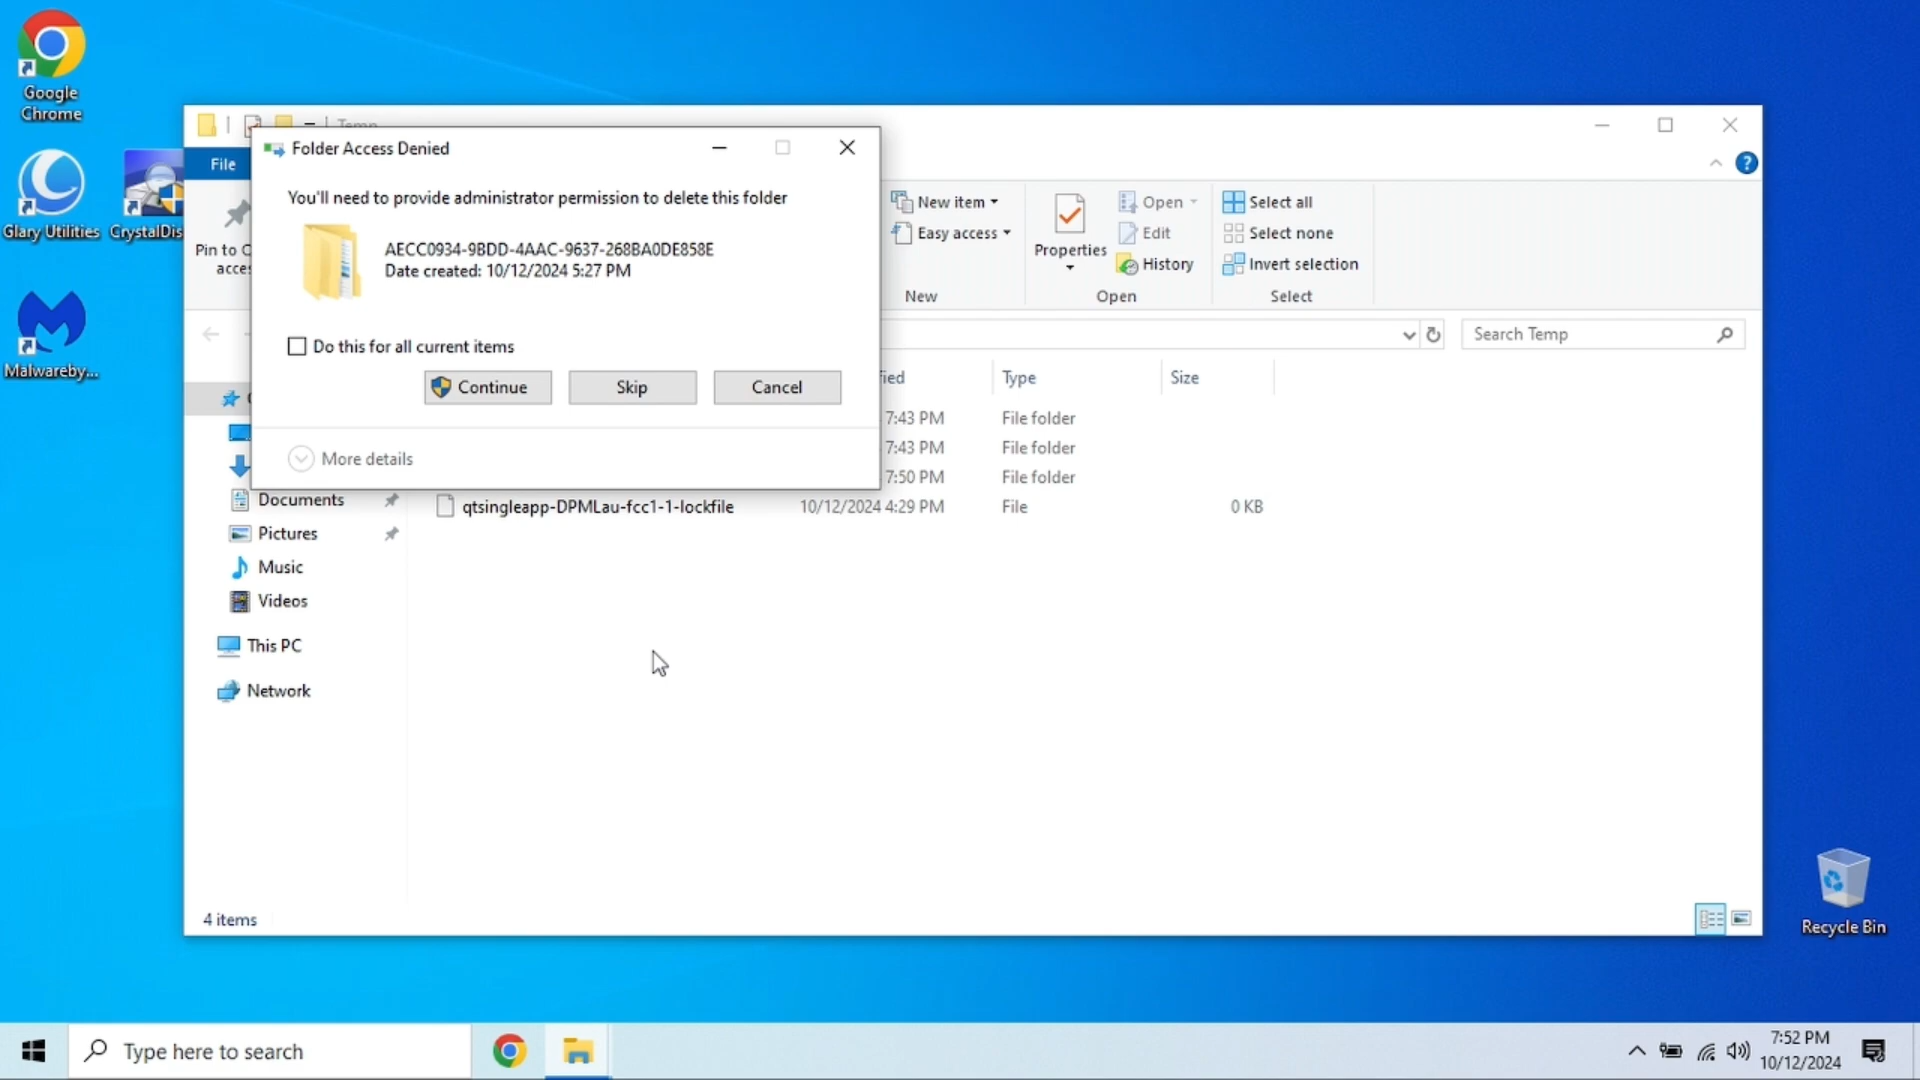 Google
Chrome
Glary Utilities
CrystalDis
Malwareby...
Temp
File
Folder Access Denied
You'll need to provide administrator permission to delete this folder
AECC0934-9BDD-4AAC-9637-268BA0DE858E
Date created: 10/12/2024 5:27 PM
Do this for all current items
Continue
Skip
Cancel
More details
Pin to
acces
New item
Easy access
New
Properties
Open
Edit
History
Open
Select all
Select none
Invert selection
Select
Search Temp
Type
Size
7:43 PM
File folder
7:43 PM
File folder
7:50 PM
File folder
qtsingleapp-DPMLau-fcc1-1-lockfile
10/12/2024 4:29 PM
File
0 KB
Documents
Pictures
Music
Videos
This PC
Network
4 items
Recycle Bin
Type here to search
7:52 PM
10/12/2024